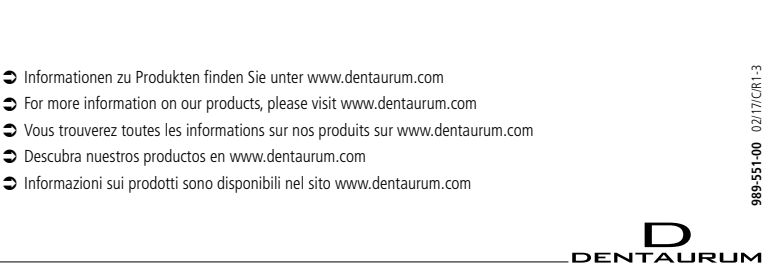 ➲ Informationen zu Produkten finden Sie unter www.dentaurum.com
➲ For more information on our products, please visit www.dentaurum.com
➲ Vous trouverez toutes les informations sur nos produits sur www.dentaurum.com
➲ Descubra nuestros productos en www.dentaurum.com
➲ Informazioni sui prodotti sono disponibili nel sito www.dentaurum.com
989-551-00 02/17/C/R1-3
D
DENTAURUM